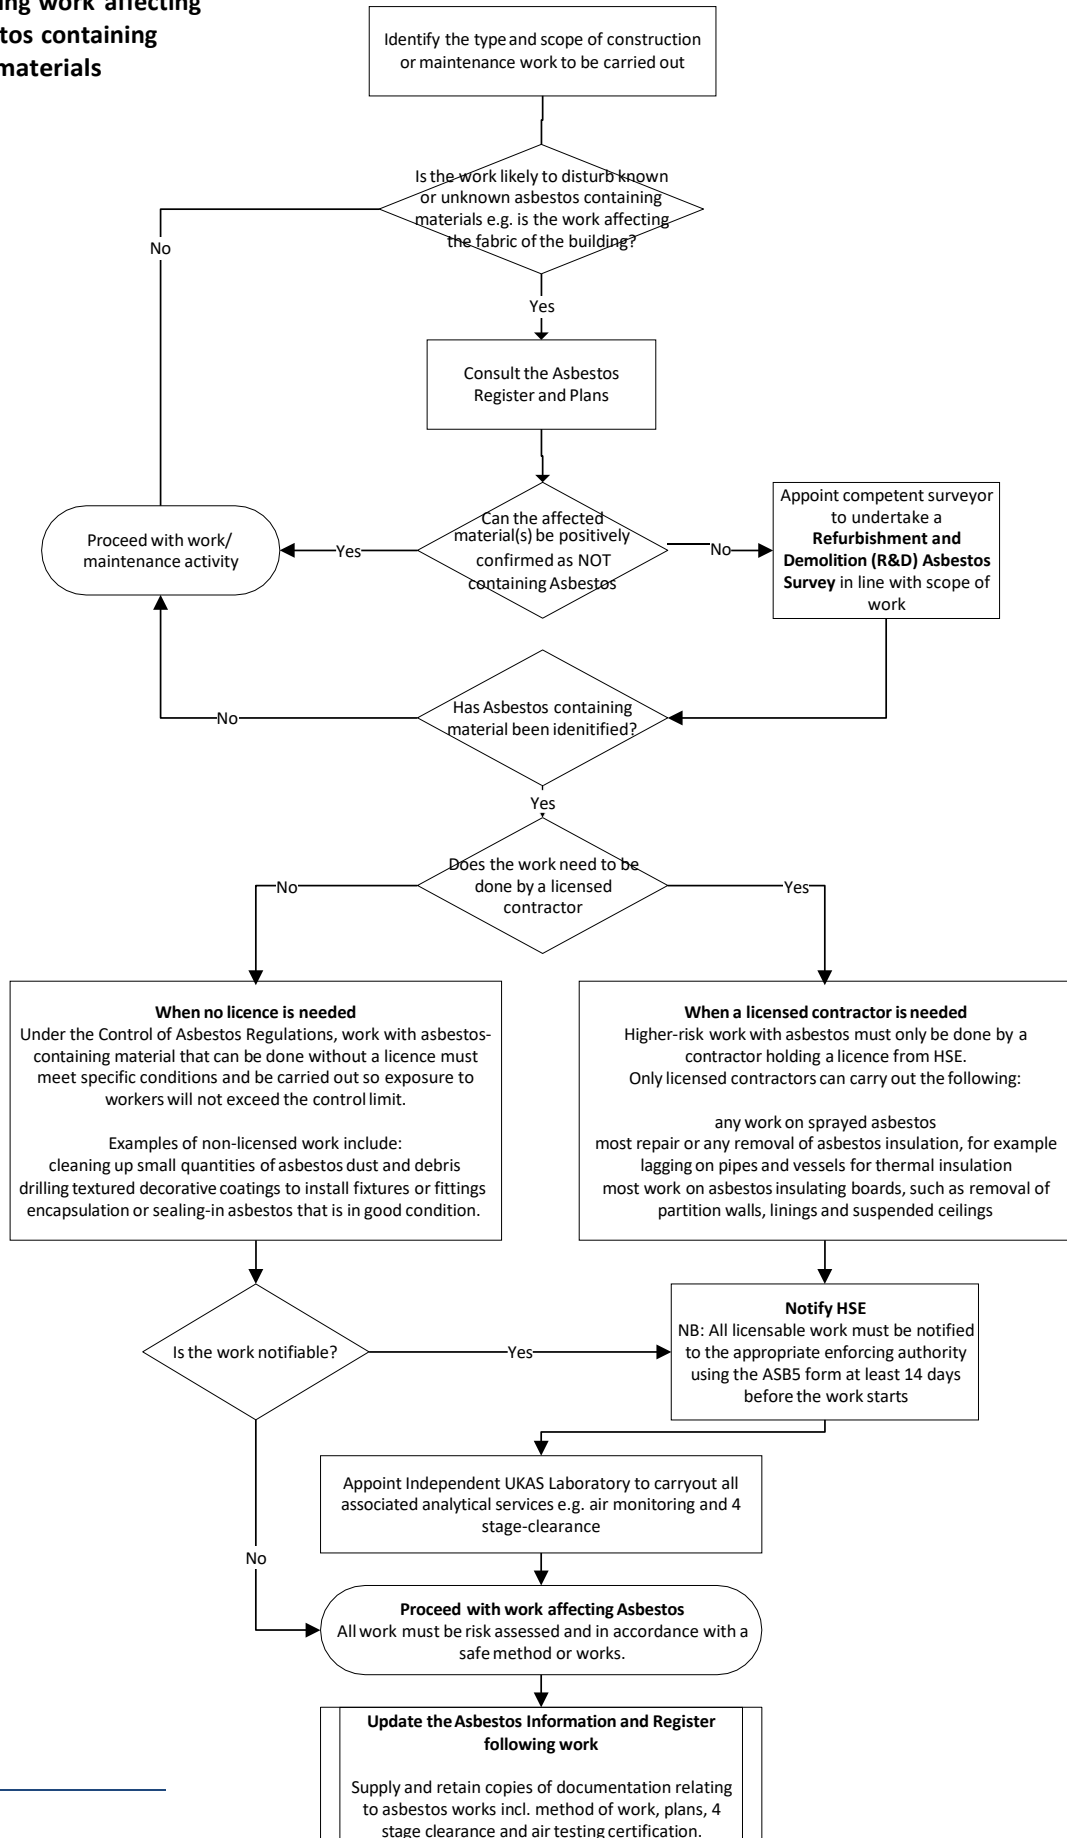 ing work affecting
tos containing
materials
Identify the type and scope of construction
or maintenance work to be carried out
Is the work likely to disturb known
or unknown asbestos containing
materials e.g. is the work affecting
the fabric of the building?
No
Yes
Consult the Asbestos
Register and Plans
Can the affected
material(s) be positively
confirmed as NOT
containing Asbestos
Yes
No
Proceed with work/
maintenance activity
Appoint competent surveyor
to undertake a
Refurbishment and
Demolition (R&D) Asbestos
Survey in line with scope of
work
Has Asbestos containing
material been idenitified?
No
Yes
Does the work need to be
done by a licensed
contractor
No
Yes
When no licence is needed
Under the Control of Asbestos Regulations, work with asbestos-
containing material that can be done without a licence must
meet specific conditions and be carried out so exposure to
workers will not exceed the control limit.
Examples of non-licensed work include:
cleaning up small quantities of asbestos dust and debris
drilling textured decorative coatings to install fixtures or fittings
encapsulation or sealing-in asbestos that is in good condition.
When a licensed contractor is needed
Higher-risk work with asbestos must only be done by a
contractor holding a licence from HSE.
Only licensed contractors can carry out the following:
any work on sprayed asbestos
most repair or any removal of asbestos insulation, for example
lagging on pipes and vessels for thermal insulation
most work on asbestos insulating boards, such as removal of
partition walls, linings and suspended ceilings
Is the work notifiable?
Yes
No
Notify HSE
NB: All licensable work must be notified
to the appropriate enforcing authority
using the ASB5 form at least 14 days
before the work starts
Appoint Independent UKAS Laboratory to carryout all
associated analytical services e.g. air monitoring and 4
stage-clearance
Proceed with work affecting Asbestos
All work must be risk assessed and in accordance with a
safe method or works.
Update the Asbestos Information and Register
following work
Supply and retain copies of documentation relating
to asbestos works incl. method of work, plans, 4
stage clearance and air testing certification.